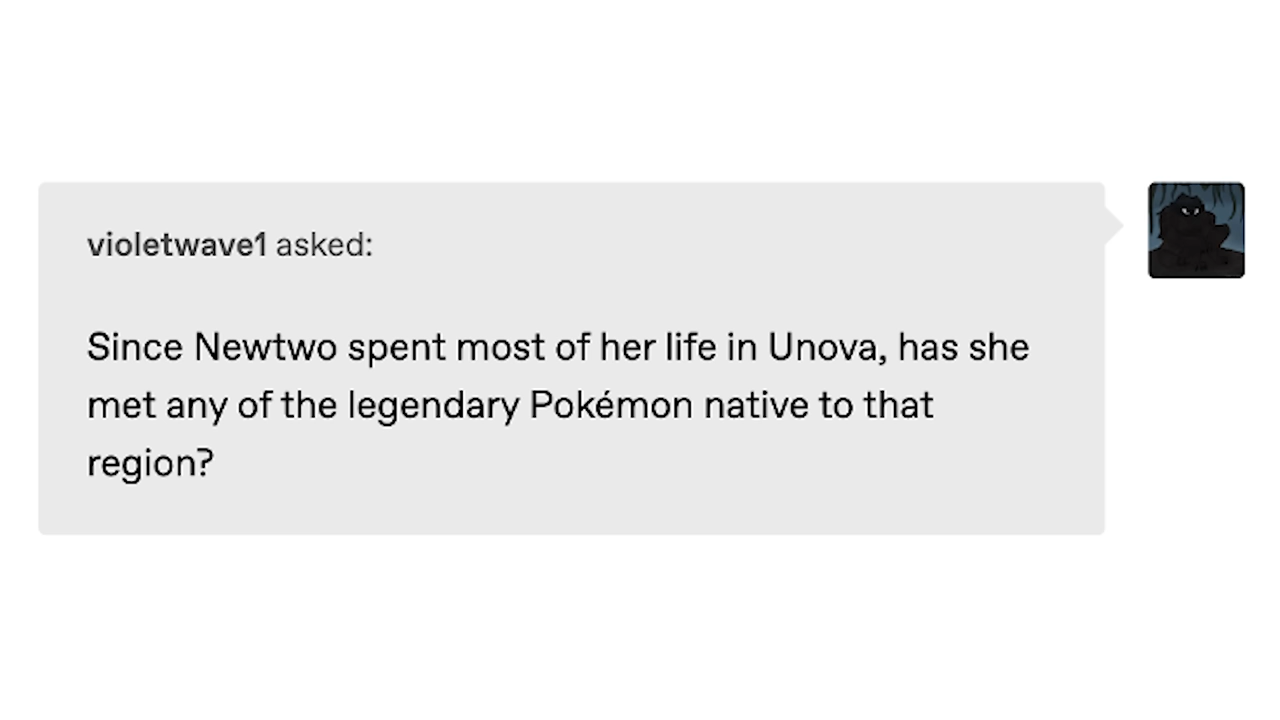 violetwave1 asked:
Since Newtwo spent most of her life in Unova, has she
met any of the legendary Pokémon native to that
region?